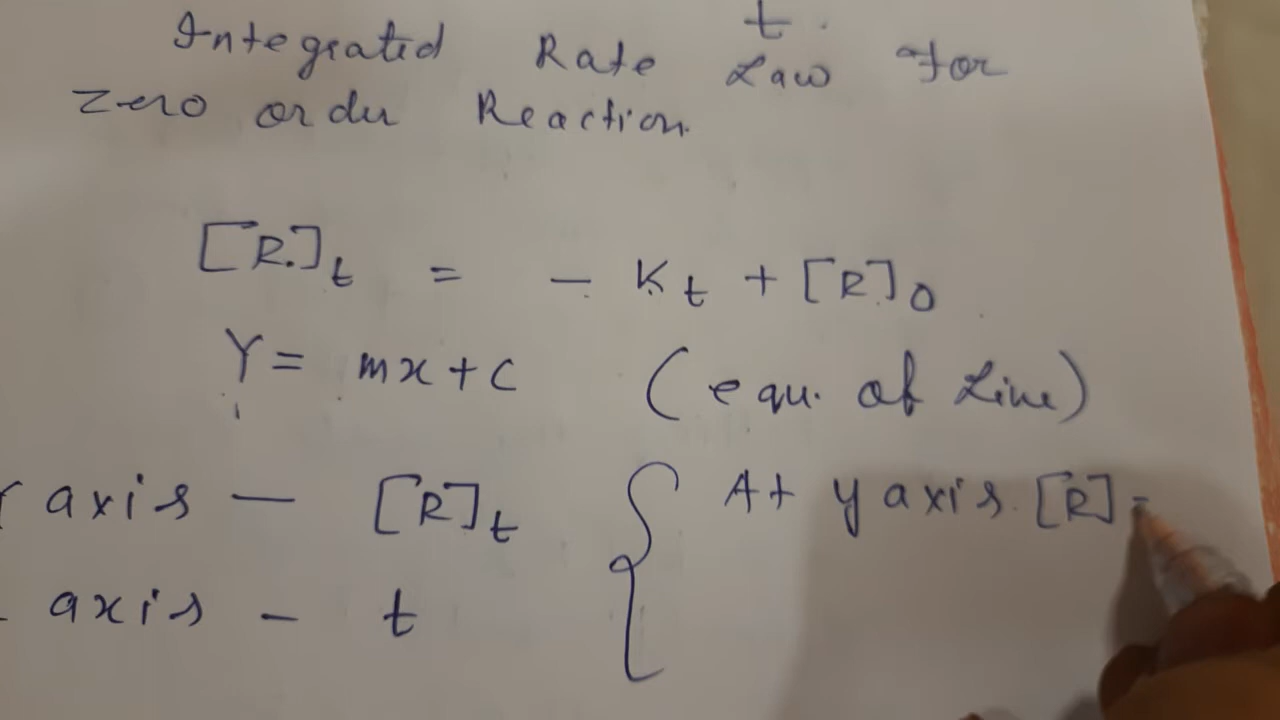 t.
Integrated Rate Law For
Zero order Reaction.
[R]t = - Kt + [R]0
Y = mx + c (equ. of Line)
Y axis — [R]t { At y axis [R] =
axis - t